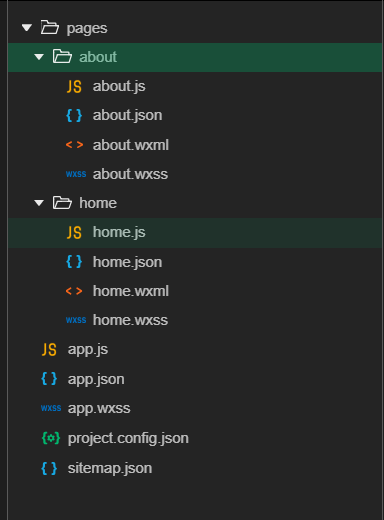 pages
about
JS about.js
{ } about.json
< > about.wxml
wxss about.wxss
home
JS home.js
{ } home.json
< > home.wxml
wxss home.wxss
JS app.js
{ } app.json
wxss app.wxss
project.config.json
{ } sitemap.json